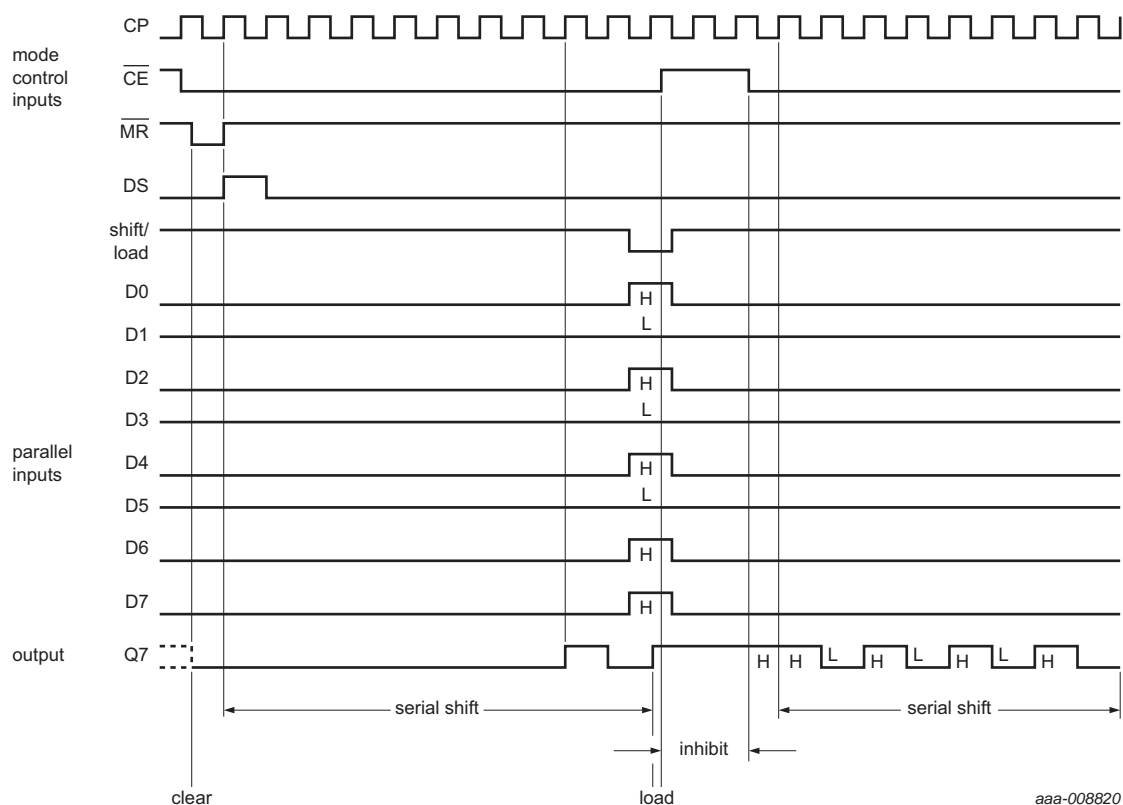 CP
mode
control
inputs
CE
MR
DS
shift/
load
D0
H
D1
L
D2
H
D3
L
parallel
inputs
D4
H
D5
L
D6
H
D7
H
output
Q7
H H L H L H L H
serial shift
serial shift
inhibit
clear
load
aaa-008820